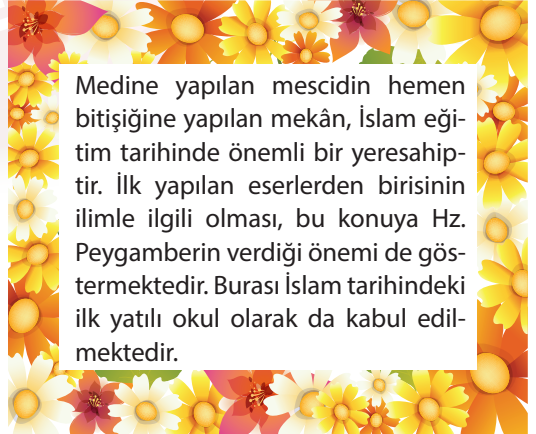 Medine yapılan mescidin hemen
bitişiğine yapılan mekân, İslam eği-
tim tarihinde önemli bir yeresahip-
tir. İlk yapılan eserlerden birisinin
ilimle ilgili olması, bu konuya Hz.
Peygamberin verdiği önemi de gös-
termektedir. Burası İslam tarihindeki
ilk yatılı okul olarak da kabul edil-
mektedir.